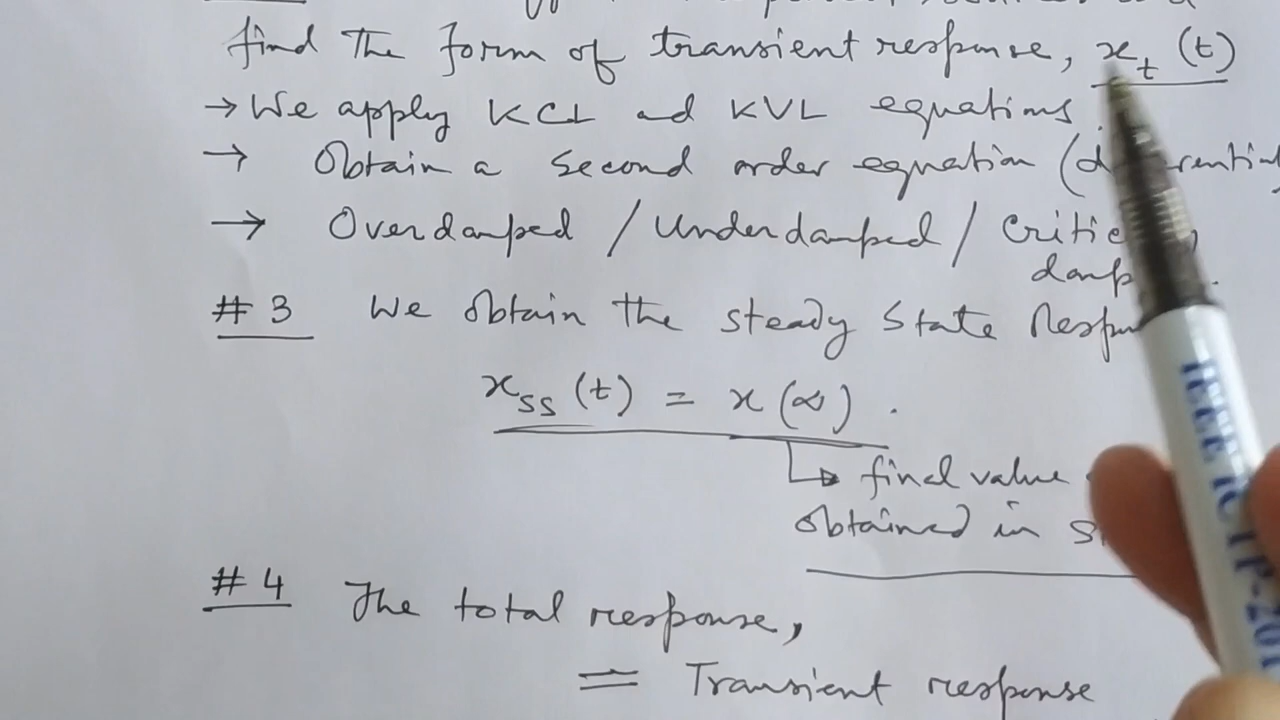 find the form of transient response, x_t (t)
→ We apply KCL and KVL equations
→ Obtain a second order equation
→ Overdamped / Underdamped /
# 3 We obtain the steady state
x_ss (t) = x (∞) .
↳ final value
obtained in
# 4 The total response,
= Transient response
IEEE